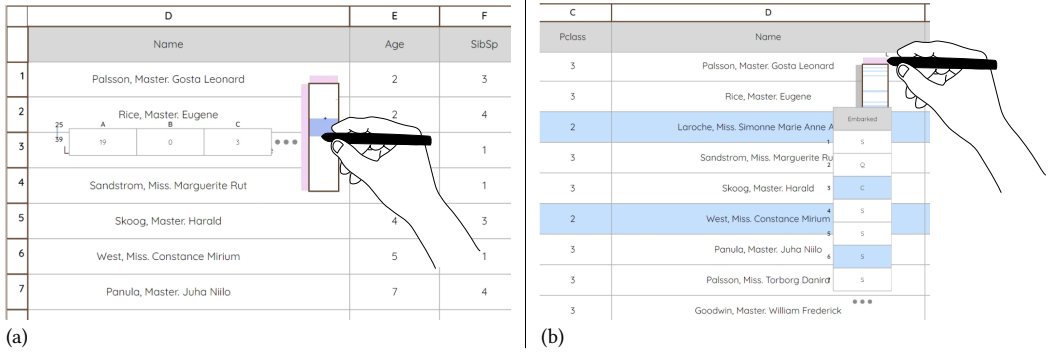 D E F
Name Age SibSp
1 Palsson, Master. Gosta Leonard 2 3
2 Rice, Master. Eugene 2 4
25 A B C
39 19 0 3
3 1
4 Sandstrom, Miss. Marguerite Rut 1
5 Skoog, Master. Harald 4 3
6 West, Miss. Constance Mirium 5 1
7 Panula, Master. Juha Niilo 7 4
(a)
C D
Pclass Name
3 Palsson, Master. Gosta Leonard
3 Rice, Master. Eugene
Embarked
2 Laroche, Miss. Simonne Marie Anne A
1 S
3 Sandstrom, Miss. Marguerite Ru
2 Q
3 Skoog, Master. Harald
3 C
4 S
2 West, Miss. Constance Mirium
5 S
3 Panula, Master. Juha Niilo
6 S
3 Palsson, Miss. Torborg Danira
S
3 Goodwin, Master. William Frederick
(b)